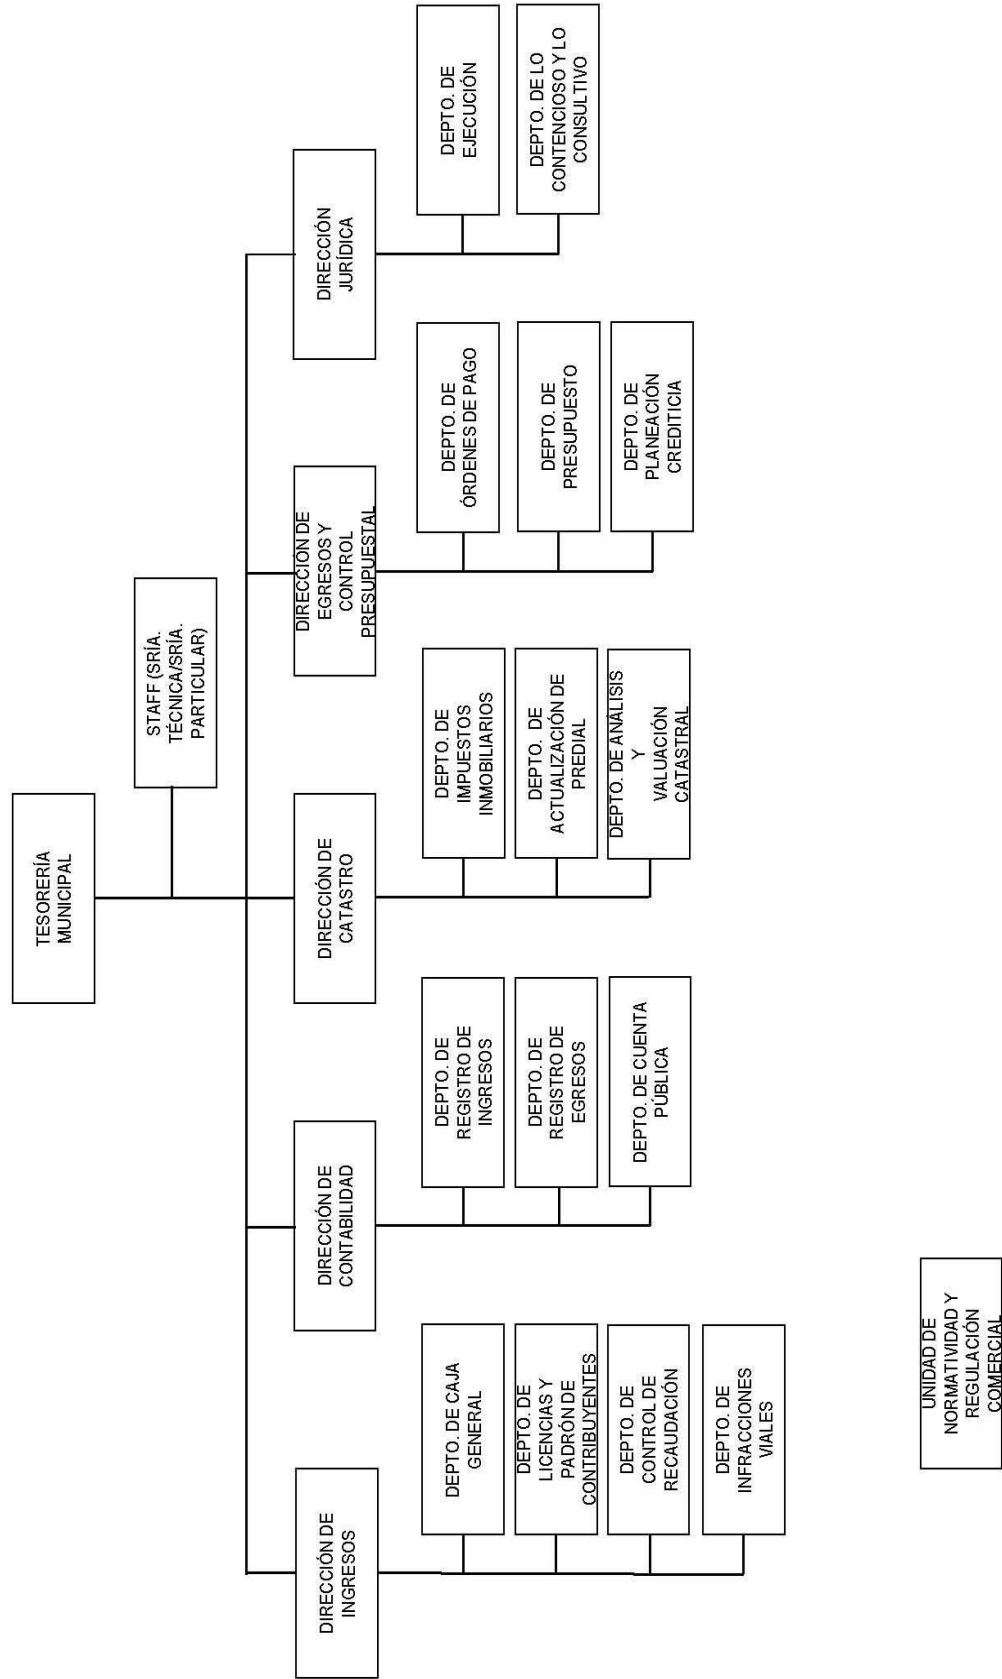 TESORERÍA
MUNICIPAL
STAFF (SRÍA.
TÉCNICA/SRÍA.
PARTICULAR)
DIRECCIÓN DE
INGRESOS
DEPTO. DE CAJA
GENERAL
DEPTO. DE
LICENCIAS Y
PADRÓN DE
CONTRIBUYENTES
DEPTO. DE
CONTROL DE
RECAUDACIÓN
DEPTO. DE
INFRACCIONES
VIALES
DIRECCIÓN DE
CONTABILIDAD
DEPTO. DE
REGISTRO DE
INGRESOS
DEPTO. DE
REGISTRO DE
EGRESOS
DEPTO. DE CUENTA
PÚBLICA
DIRECCIÓN DE
CATASTRO
DEPTO. DE
IMPUESTOS
INMOBILIARIOS
DEPTO. DE
ACTUALIZACIÓN DE
PREDIAL
DEPTO. DE ANÁLISIS
Y
VALUACIÓN
CATASTRAL
DIRECCIÓN DE
EGRESOS Y
CONTROL
PRESUPUESTAL
DEPTO. DE
ÓRDENES DE PAGO
DEPTO. DE
PRESUPUESTO
DEPTO. DE
PLANEACIÓN
CREDITICIA
DIRECCIÓN
JURÍDICA
DEPTO. DE
EJECUCIÓN
DEPTO. DE LO
CONTENCIOSO Y LO
CONSULTIVO
UNIDAD DE
NORMATIVIDAD Y
REGULACIÓN
COMERCIAL